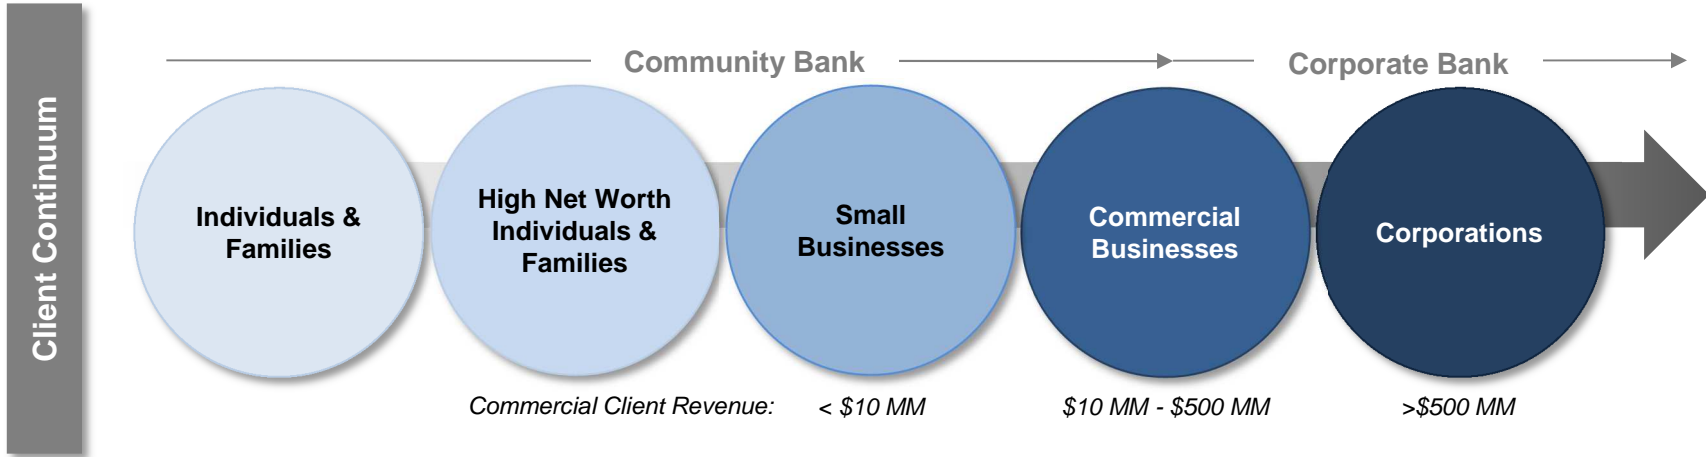 Client Continuum
Community Bank
Corporate Bank
Individuals &
Families
High Net Worth
Individuals &
Families
Small
Businesses
Commercial
Businesses
Corporations
Commercial Client Revenue: < $10 MM $10 MM - $500 MM >$500 MM